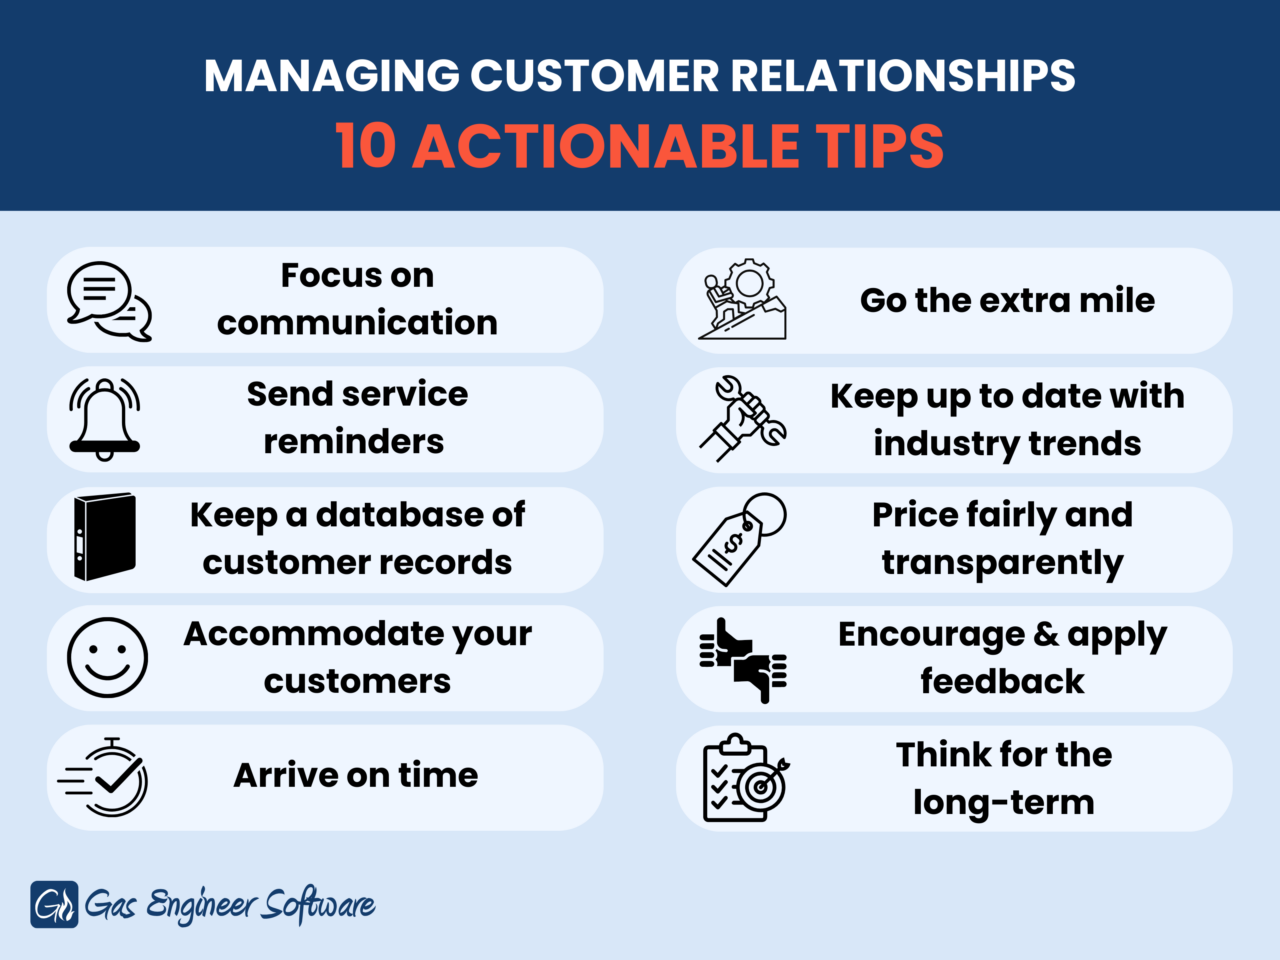 MANAGING CUSTOMER RELATIONSHIPS
10 ACTIONABLE TIPS
Focus on
communication
Send service
reminders
Keep a database of
customer records
Accommodate your
customers
Arrive on time
Go the extra mile
Keep up to date with
industry trends
$
Price fairly and
transparently
Encourage & apply
feedback
Think for the
long-term
Gas Engineer Software